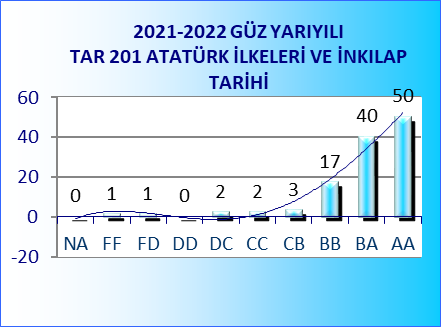 2021-2022 GÜZ YARIYILI
TAR 201 ATATÜRK İLKELERİ VE İNKILAP
TARİHİ
60
40
20
0
-20
0 1 1 0 2 2 3 17 40 50
NA FF FD DD DC CC CB BB BA AA